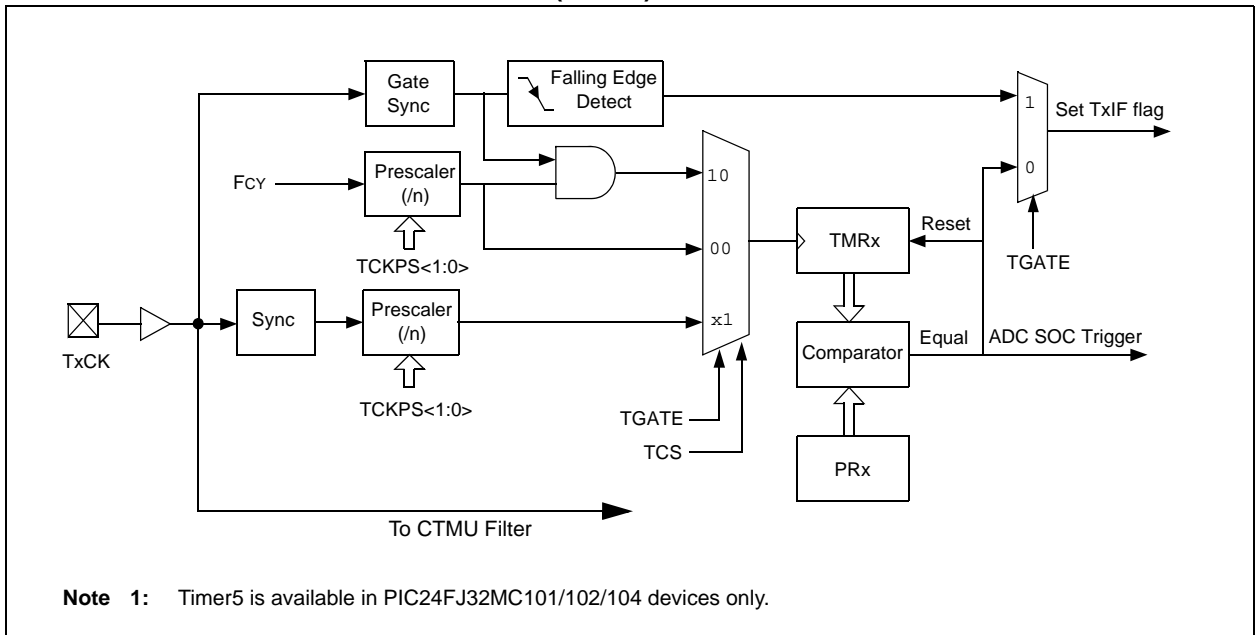 Gate
Sync
Falling Edge
Detect
1
Set TxIF flag
0
TGATE
FCY
Prescaler
(/n)
TCKPS<1:0>
10
00
x1
TMRx
Reset
TxCK
Sync
Prescaler
(/n)
TCKPS<1:0>
Comparator
Equal
ADC SOC Trigger
TGATE
TCS
PRx
To CTMU Filter
Note 1: Timer5 is available in PIC24FJ32MC101/102/104 devices only.